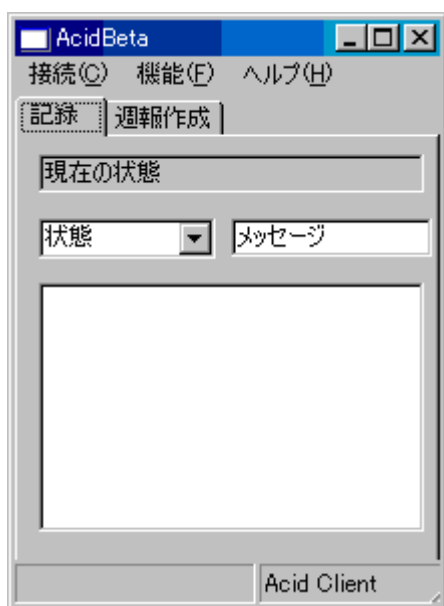 AcidBeta
接続(C) 機能(F) ヘルプ(H)
記録 週報作成
現在の状態
状態 メッセージ
Acid Client